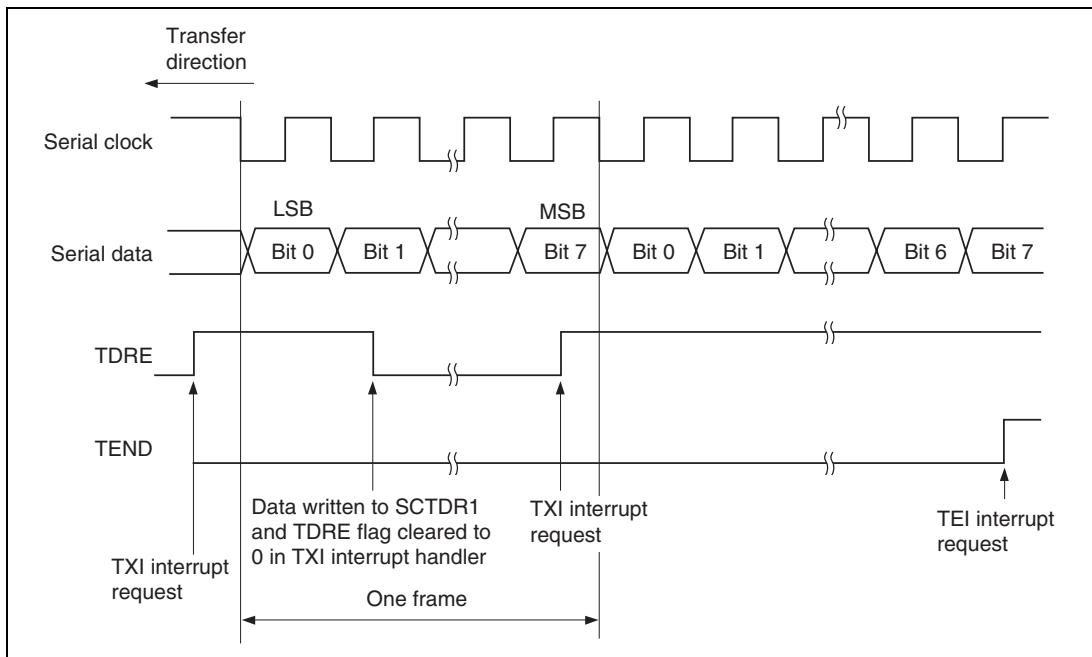 Transfer
direction
Serial clock
LSB
MSB
Serial data
Bit 0
Bit 1
Bit 7
Bit 0
Bit 1
Bit 6
Bit 7
TDRE
TEND
Data written to SCTDR1
and TDRE flag cleared to
0 in TXI interrupt handler
TXI interrupt
request
TEI interrupt
request
TXI interrupt
request
One frame